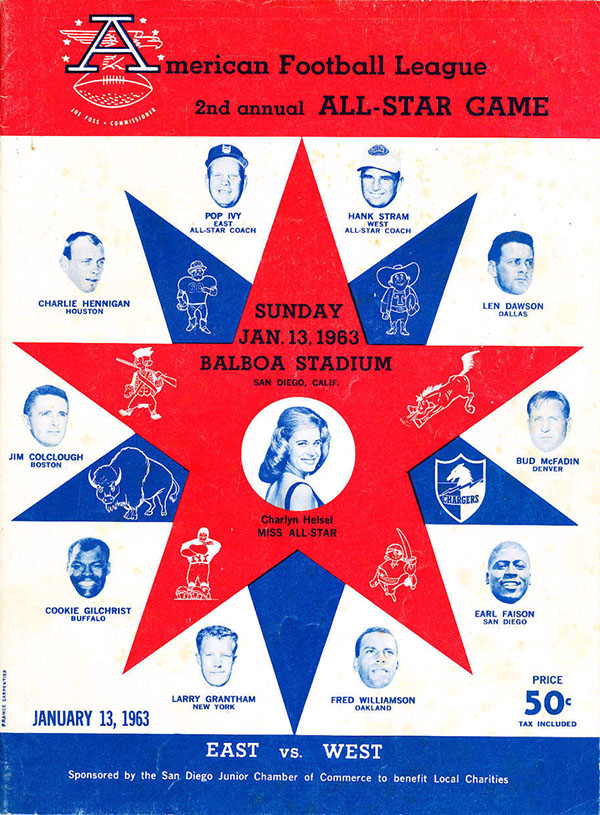 American Football League
JOE FOSS • COMMISSIONER
2nd annual ALL-STAR GAME
POP IVY
EAST
ALL-STAR COACH
HANK STRAM
WEST
ALL-STAR COACH
CHARLIE HENNIGAN
HOUSTON
LEN DAWSON
DALLAS
SUNDAY
JAN. 13, 1963
BALBOA STADIUM
SAN DIEGO, CALIF.
JIM COLCLOUGH
BOSTON
BUD McFADIN
DENVER
CHARGERS
Charlyn Helsel
MISS ALL-STAR
COOKIE GILCHRIST
BUFFALO
EARL FAISON
SAN DIEGO
LARRY GRANTHAM
NEW YORK
FRED WILLIAMSON
OAKLAND
JANUARY 13, 1963
PRICE
50¢
TAX INCLUDED
EAST vs. WEST
Sponsored by the San Diego Junior Chamber of Commerce to benefit Local Charities